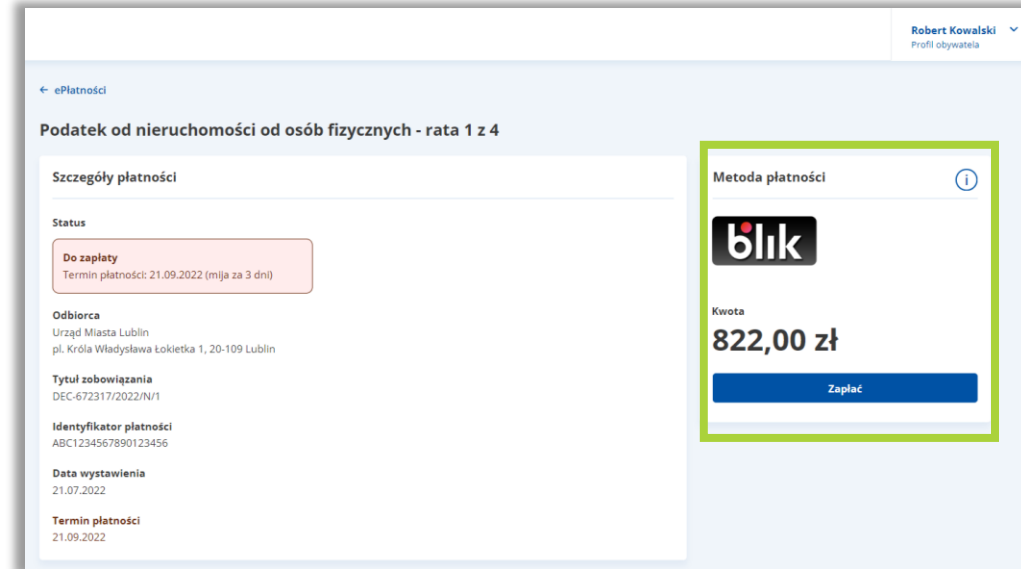 Robert Kowalski
Profil obywatela
← ePłatności
Podatek od nieruchomości od osób fizycznych - rata 1 z 4
Szczegóły płatności
Status
Do zapłaty
Termin płatności: 21.09.2022 (mija za 3 dni)
Odbiorca
Urząd Miasta Lublin
pl. Króla Władysława Łokietka 1, 20-109 Lublin
Tytuł zobowiązania
DEC-672317/2022/N/1
Identyfikator płatności
ABC1234567890123456
Data wystawienia
21.07.2022
Termin płatności
21.09.2022
Metoda płatności
i
blik
Kwota
822,00 zł
Zapłać